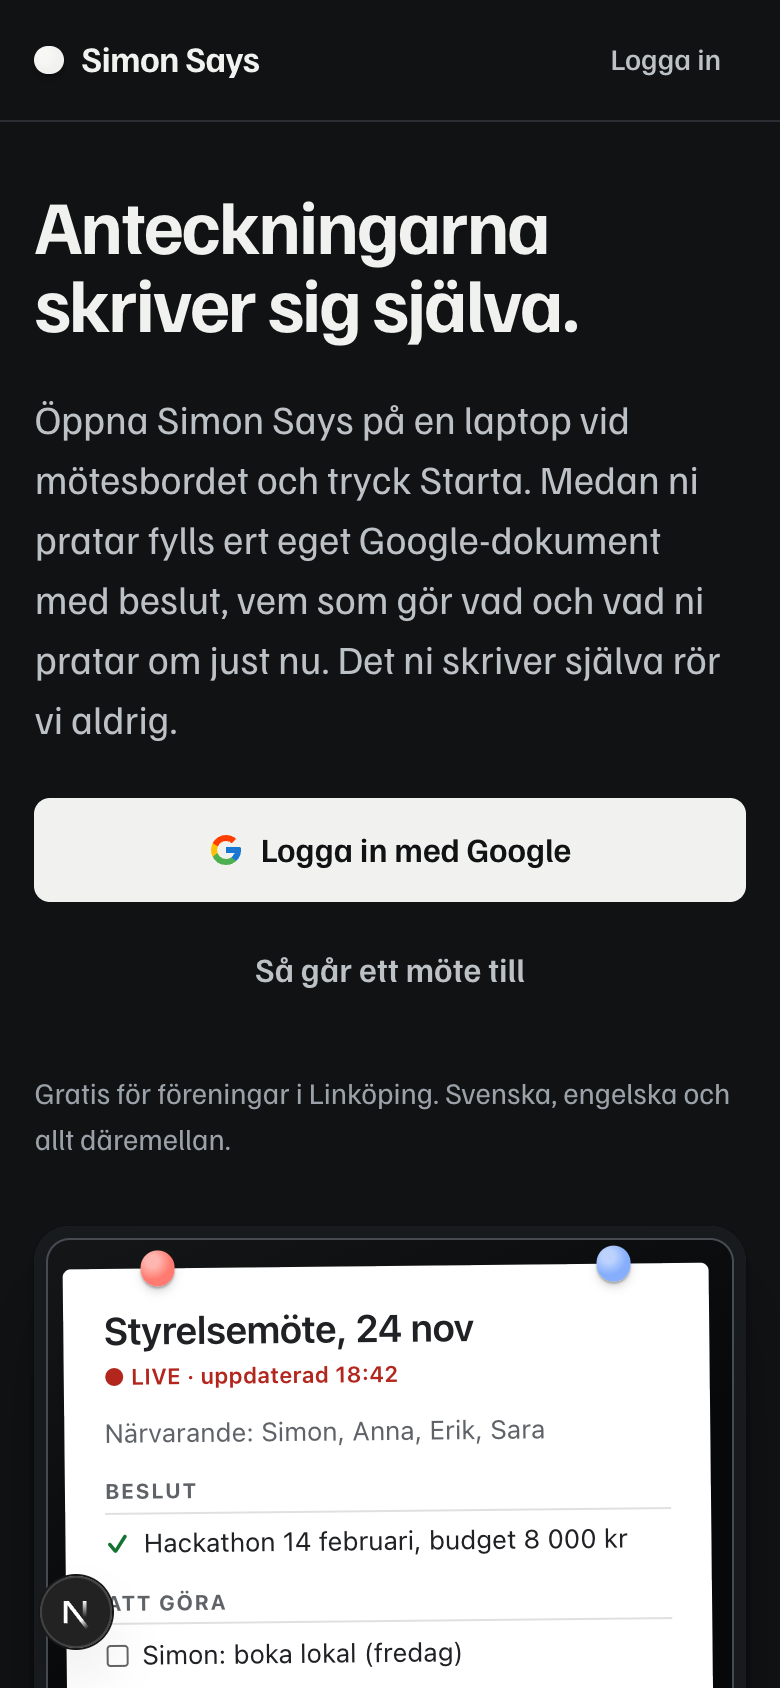 Simon Says
Logga in
Anteckningarna
skriver sig själva.
Öppna Simon Says på en laptop vid
mötesbordet och tryck Starta. Medan ni
pratar fylls ert eget Google-dokument
med beslut, vem som gör vad och vad ni
pratar om just nu. Det ni skriver själva rör
vi aldrig.
Logga in med Google
Så går ett möte till
Gratis för föreningar i Linköping. Svenska, engelska och
allt däremellan.
Styrelsemöte, 24 nov
LIVE · uppdaterad 18:42
Närvarande: Simon, Anna, Erik, Sara
BESLUT
Hackathon 14 februari, budget 8 000 kr
ATT GÖRA
Simon: boka lokal (fredag)
N